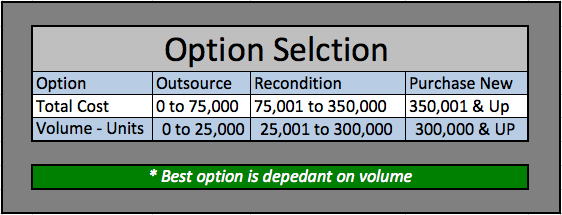 Option Selction
Option Outsource Recondition Purchase New
Total Cost 0 to 75,000 75,001 to 350,000 350,001 & Up
Volume - Units 0 to 25,000 25,001 to 300,000 300,000 & UP
* Best option is depedant on volume